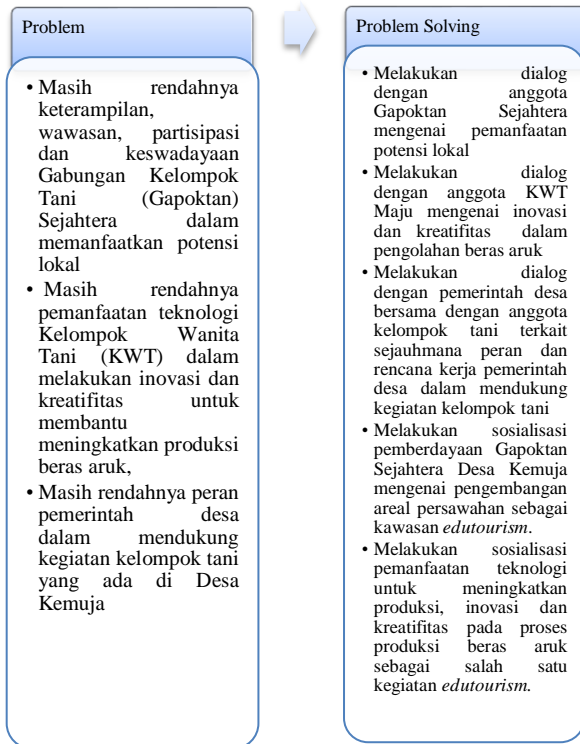 Problem
• Masih rendahnya
keterampilan,
wawasan, partisipasi
dan keswadayaan
Gabungan Kelompok
Tani (Gapoktan)
Sejahtera dalam
memanfaatkan potensi
lokal
• Masih rendahnya
pemanfaatan teknologi
Kelompok Wanita
Tani (KWT) dalam
melakukan inovasi dan
kreatifitas untuk
membantu
meningkatkan produksi
beras aruk,
• Masih rendahnya peran
pemerintah desa
dalam mendukung
kegiatan kelompok tani
yang ada di Desa
Kemuja
Problem Solving
• Melakukan dialog
dengan anggota
Gapoktan Sejahtera
mengenai pemanfaatan
potensi lokal
• Melakukan dialog
dengan anggota KWT
Maju mengenai inovasi
dan kreatifitas dalam
pengolahan beras aruk
• Melakukan dialog
dengan pemerintah desa
bersama dengan anggota
kelompok tani terkait
sejauhmana peran dan
rencana kerja pemerintah
desa dalam mendukung
kegiatan kelompok tani
• Melakukan sosialisasi
pemberdayaan Gapoktan
Sejahtera Desa Kemuja
mengenai pengembangan
areal persawahan sebagai
kawasan edutourism.
• Melakukan sosialisasi
pemanfaatan teknologi
untuk meningkatkan
produksi, inovasi dan
kreatifitas pada proses
produksi beras aruk
sebagai salah satu
kegiatan edutourism.